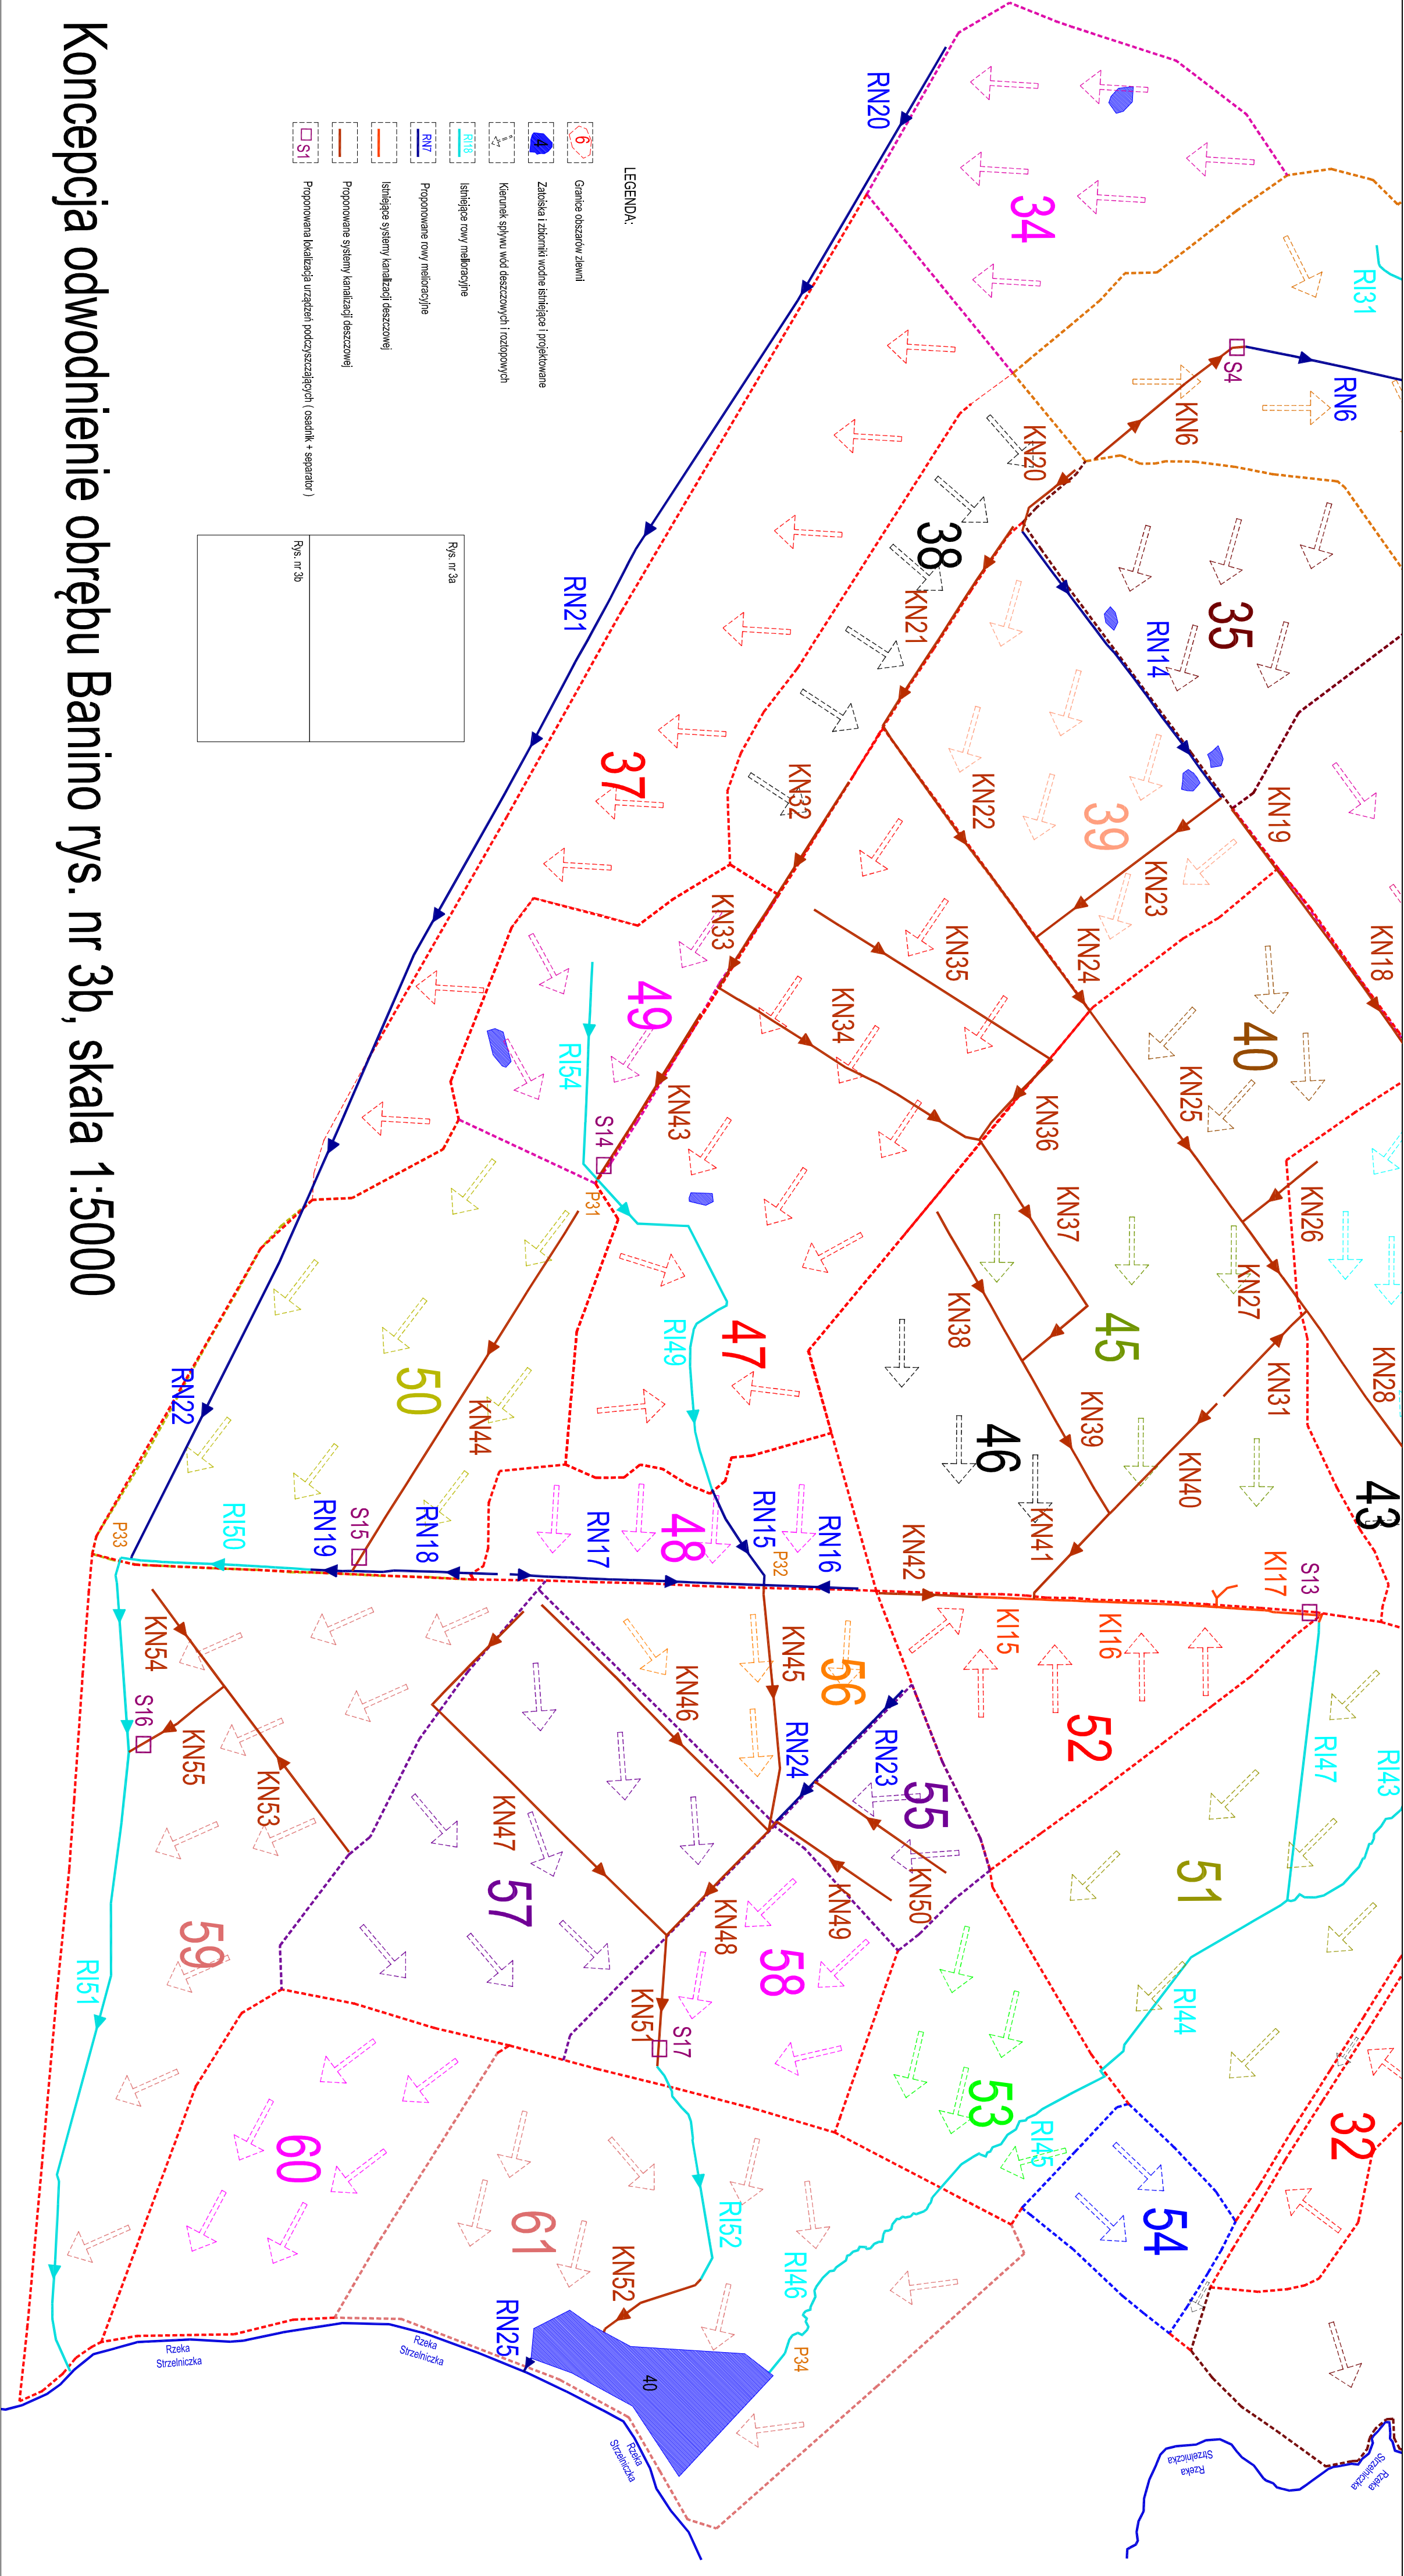 Koncepcja odwodnienie obrębu Banino rys. nr 3b, skala 1:5000
LEGENDA:
6
Granice obszarów zlewni
4
Zatoiska i zbiorniki wodne istniejące i projektowane
Kierunek spływu wód deszczowych i roztopowych
RI18
Istniejące rowy melioracyjne
RN7
Proponowane rowy melioracyjne
Istniejące systemy kanalizacji deszczowej
Proponowane systemy kanalizacji deszczowej
S1
Proponowana lokalizacja urządzeń podczyszczających ( osadnik + separator )
Rys. nr 3a
Rys. nr 3b
RN20
34
RI31
S4
RN6
KN6
KN20
38
35
KN21
RN14
RN21
37
KN32
KN22
39
KN19
KN23
KN33
KN35
KN24
KN18
49
KN34
40
RI54
KN43
KN36
KN25
S14
P31
KN37
KN26
KN27
KN38
45
RI49
47
KN28
RN22
50
KN44
KN39
KN31
46
KN40
43
P33
RI50
RN19
S15
RN18
RN17
48
RN15
P32
RN16
KN42
KN41
KI17
S13
KI15
KI16
KN54
S16
KN55
KN53
KN45
56
KN46
RN24
RN23
55
52
RI47
RI43
KN47
57
KN48
KN49
KN50
51
59
58
RI51
KN51
S17
RI44
53
RI45
32
60
54
61
RI52
RI46
KN52
RN25
P34
40
Rzeka
Strzelniczka
Rzeka
Strzelniczka
Rzeka
Strzelniczka
Rzeka
Strzelniczka
Rzeka
Strzelniczka